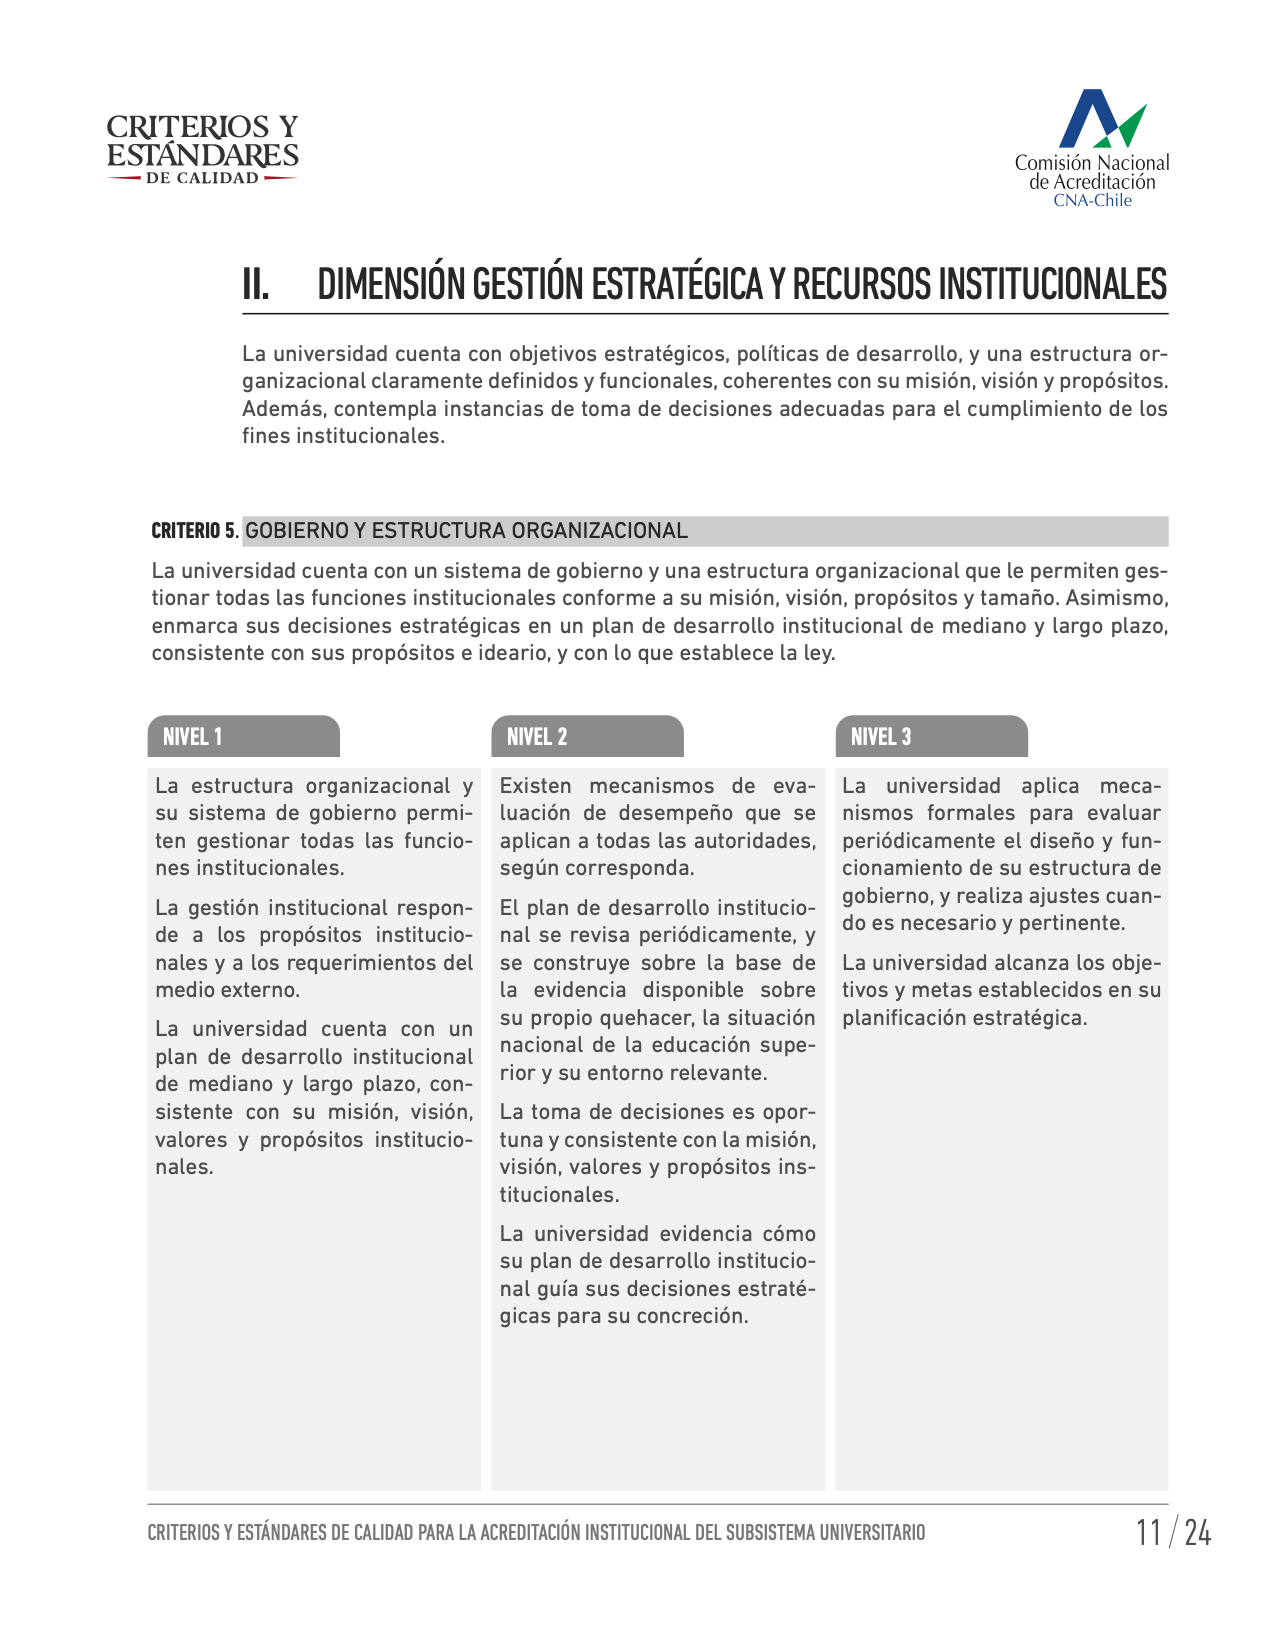 CRITERIOS Y
ESTÁNDARES
DE CALIDAD
Comisión Nacional
de Acreditación
CNA-Chile
II. DIMENSIÓN GESTIÓN ESTRATÉGICA Y RECURSOS INSTITUCIONALES
La universidad cuenta con objetivos estratégicos, políticas de desarrollo, y una estructura or-
ganizacional claramente definidos y funcionales, coherentes con su misión, visión y propósitos.
Además, contempla instancias de toma de decisiones adecuadas para el cumplimiento de los
fines institucionales.
CRITERIO 5. GOBIERNO Y ESTRUCTURA ORGANIZACIONAL
La universidad cuenta con un sistema de gobierno y una estructura organizacional que le permiten ges-
tionar todas las funciones institucionales conforme a su misión, visión, propósitos y tamaño. Asimismo,
enmarca sus decisiones estratégicas en un plan de desarrollo institucional de mediano y largo plazo,
consistente con sus propósitos e ideario, y con lo que establece la ley.
NIVEL 1
La estructura organizacional y
su sistema de gobierno permi-
ten gestionar todas las funcio-
nes institucionales.
La gestión institucional respon-
de a los propósitos institucio-
nales y a los requerimientos del
medio externo.
La universidad cuenta con un
plan de desarrollo institucional
de mediano y largo plazo, con-
sistente con su misión, visión,
valores y propósitos institucio-
nales.
NIVEL 2
Existen mecanismos de eva-
luación de desempeño que se
aplican a todas las autoridades,
según corresponda.
El plan de desarrollo institucio-
nal se revisa periódicamente, y
se construye sobre la base de
la evidencia disponible sobre
su propio quehacer, la situación
nacional de la educación supe-
rior y su entorno relevante.
La toma de decisiones es opor-
tuna y consistente con la misión,
visión, valores y propósitos ins-
titucionales.
La universidad evidencia cómo
su plan de desarrollo institucio-
nal guía sus decisiones estraté-
gicas para su concreción.
NIVEL 3
La universidad aplica meca-
nismos formales para evaluar
periódicamente el diseño y fun-
cionamiento de su estructura de
gobierno, y realiza ajustes cuan-
do es necesario y pertinente.
La universidad alcanza los obje-
tivos y metas establecidos en su
planificación estratégica.
CRITERIOS Y ESTÁNDARES DE CALIDAD PARA LA ACREDITACIÓN INSTITUCIONAL DEL SUBSISTEMA UNIVERSITARIO
11 / 24